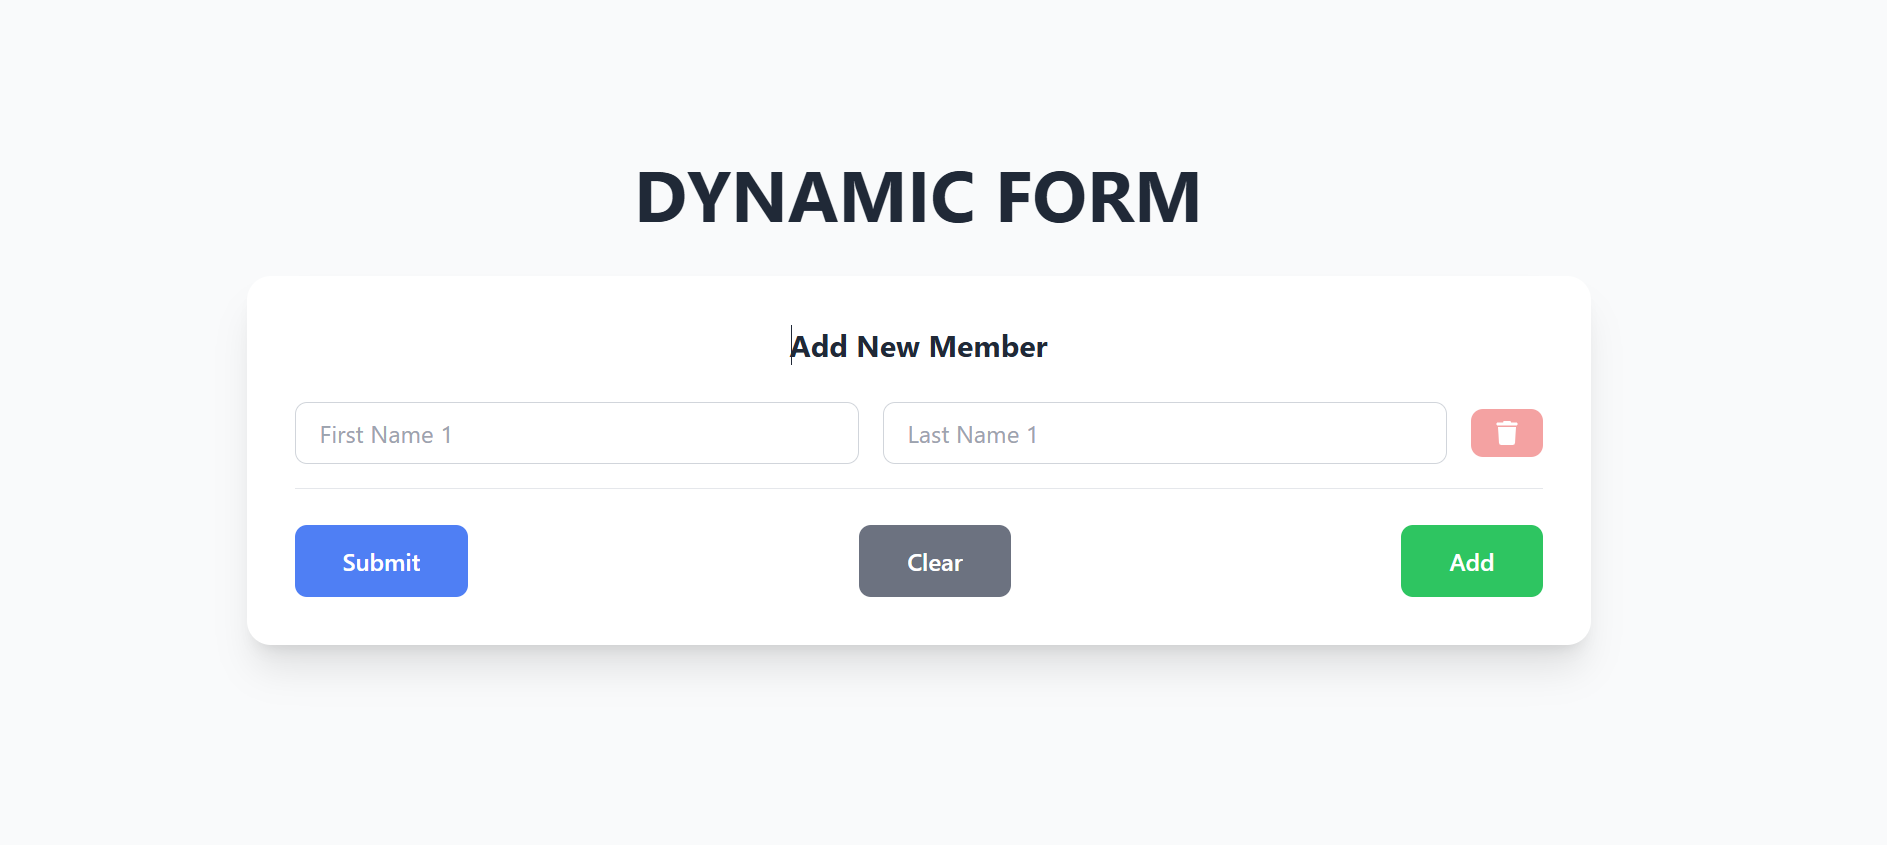 DYNAMIC FORM
Add New Member
First Name 1
Last Name 1
Submit
Clear
Add